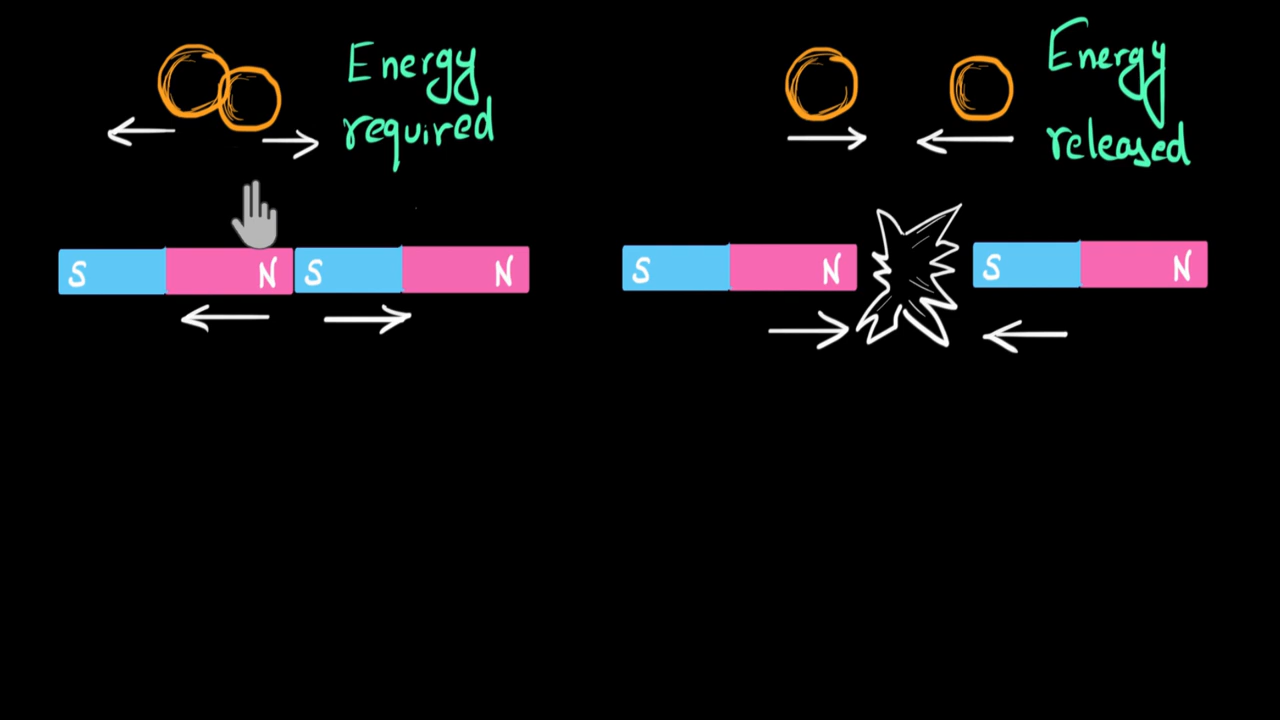 Energy
required
Energy
released
S N S N
S N S N